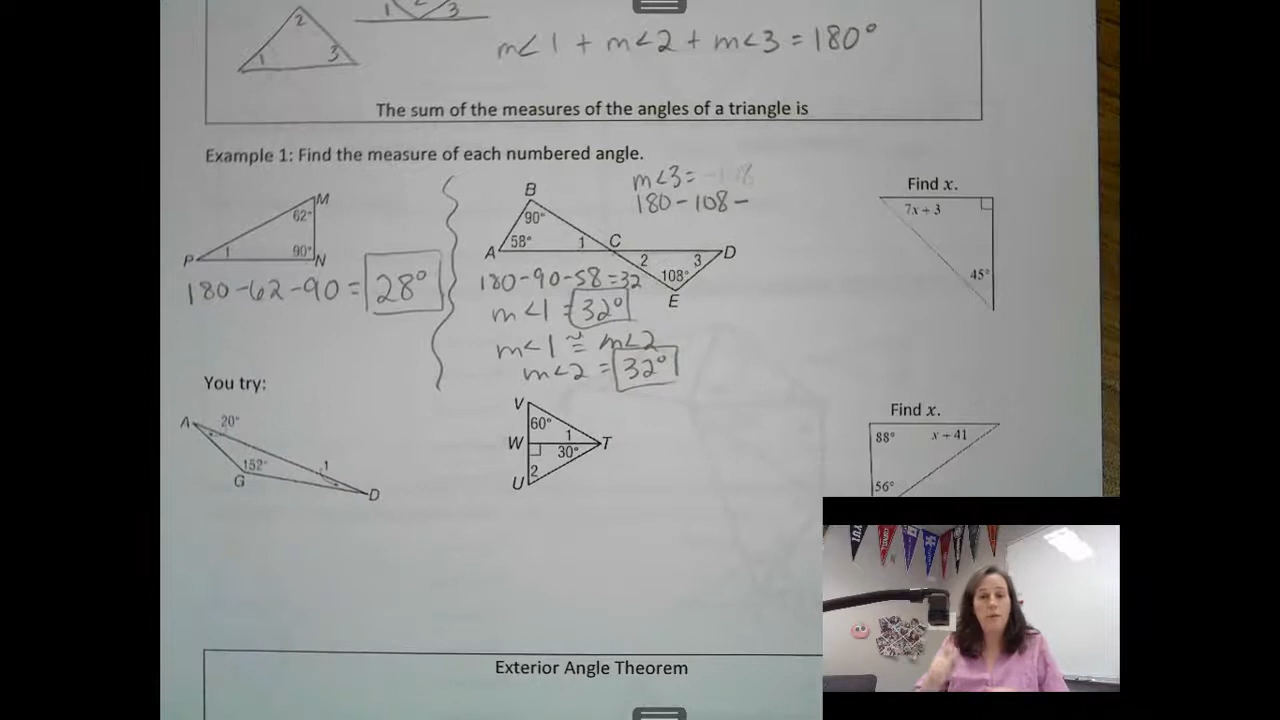 2
1 2 3
1 3
m∠1 + m∠2 + m∠3 = 180°
The sum of the measures of the angles of a triangle is
Example 1: Find the measure of each numbered angle.
M
62°
P 1 90° N
180-62-90 = 28°
m∠3 =
180-108-
B
90°
A 58° 1 C
2 3 D
108°
E
180-90-58=32
m∠1 = 32°
m∠1 ≅ m∠2
m∠2 = 32°
Find x.
7x + 3
45°
You try:
A 20°
152° 1
G D
V
60°
W 1 T
30°
2
U
Find x.
88° x + 41
56°
Exterior Angle Theorem